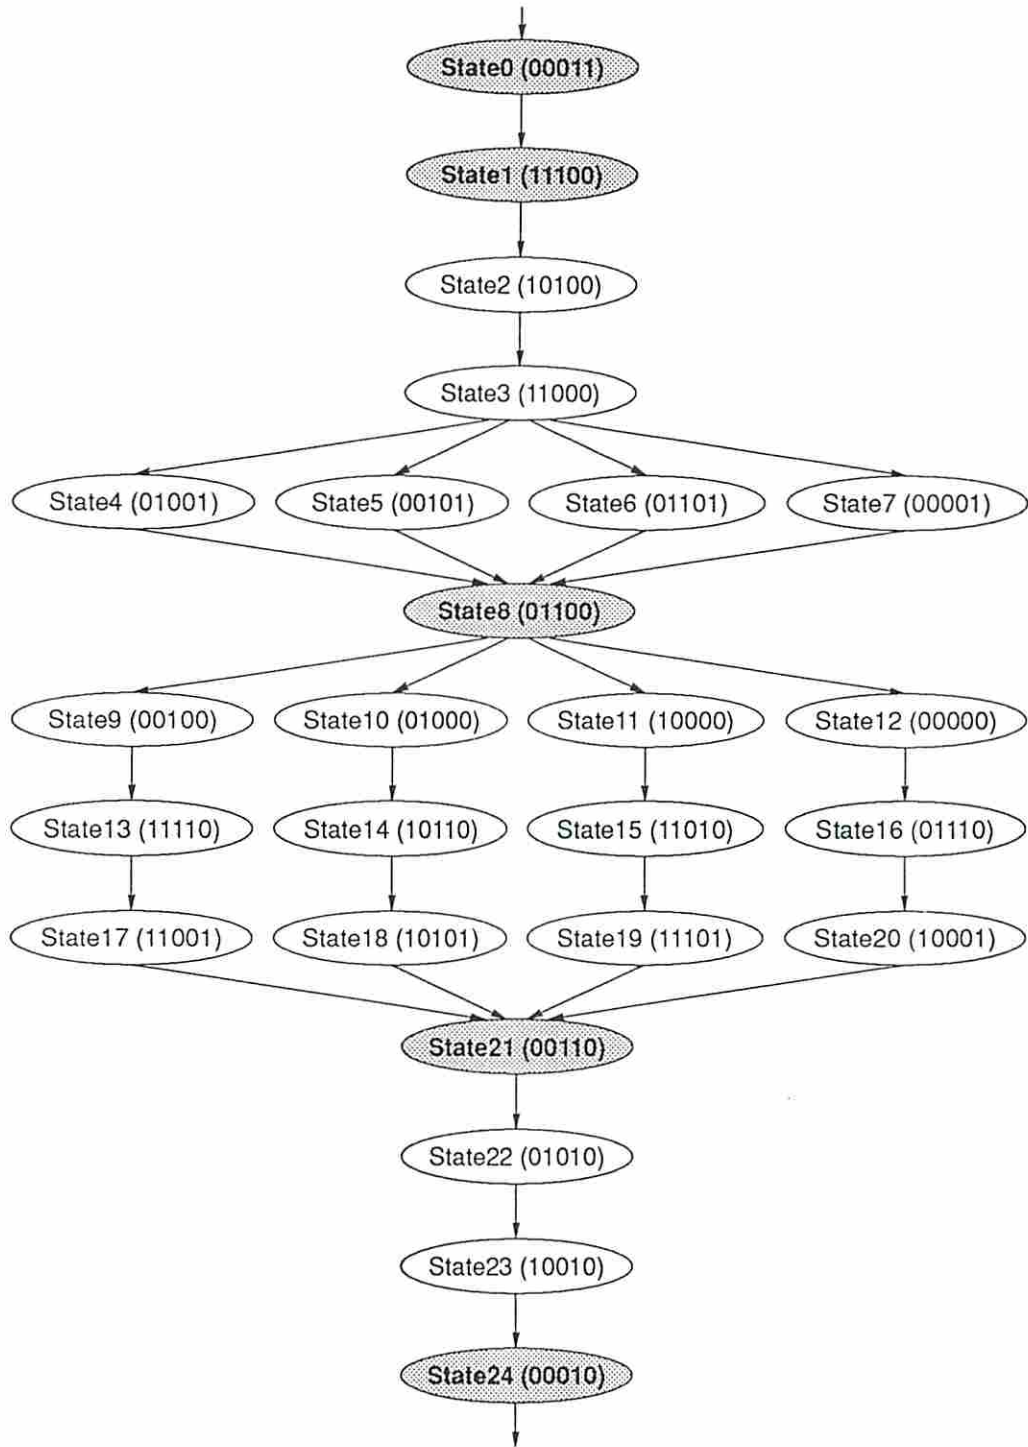 State0 (00011)
State1 (11100)
State2 (10100)
State3 (11000)
State4 (01001) State5 (00101) State6 (01101) State7 (00001)
State8 (01100)
State9 (00100) State10 (01000) State11 (10000) State12 (00000)
State13 (11110) State14 (10110) State15 (11010) State16 (01110)
State17 (11001) State18 (10101) State19 (11101) State20 (10001)
State21 (00110)
State22 (01010)
State23 (10010)
State24 (00010)